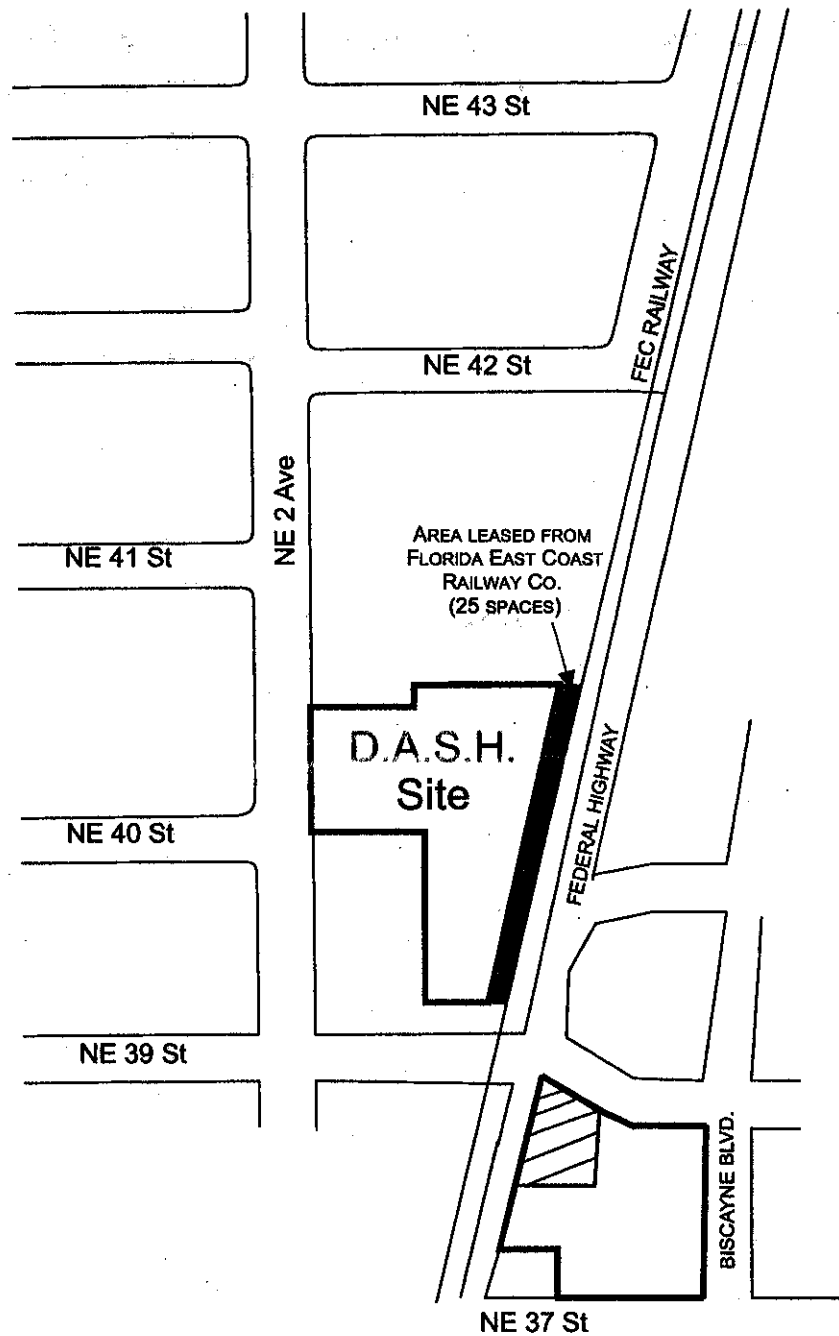 NE 43 St
FEC RAILWAY
NE 42 St
NE 2 Ave
AREA LEASED FROM
FLORIDA EAST COAST
RAILWAY CO.
(25 SPACES)
NE 41 St
D.A.S.H.
Site
FEDERAL HIGHWAY
NE 40 St
NE 39 St
BISCAYNE BLVD.
NE 37 St